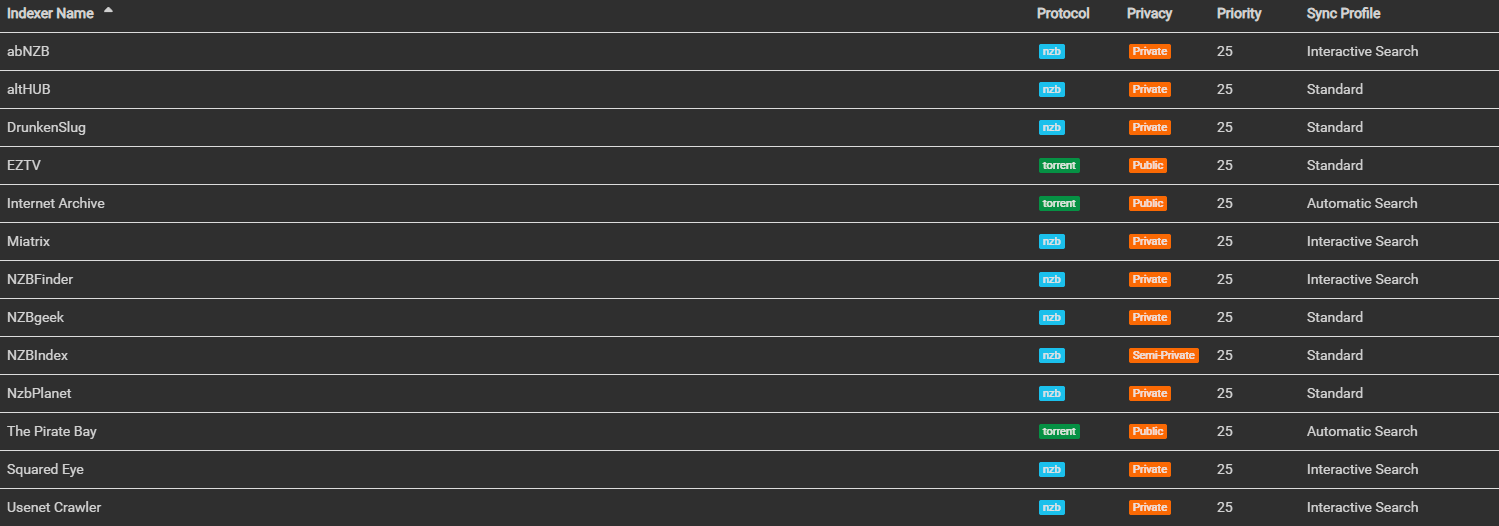 Indexer Name Protocol Privacy Priority Sync Profile
abNZB nzb Private 25 Interactive Search
altHUB nzb Private 25 Standard
DrunkenSlug nzb Private 25 Standard
EZTV torrent Public 25 Standard
Internet Archive torrent Public 25 Automatic Search
Miatrix nzb Private 25 Interactive Search
NZBFinder nzb Private 25 Interactive Search
NZBgeek nzb Private 25 Standard
NZBIndex nzb Semi-Private 25 Standard
NzbPlanet nzb Private 25 Standard
The Pirate Bay torrent Public 25 Automatic Search
Squared Eye nzb Private 25 Interactive Search
Usenet Crawler nzb Private 25 Interactive Search